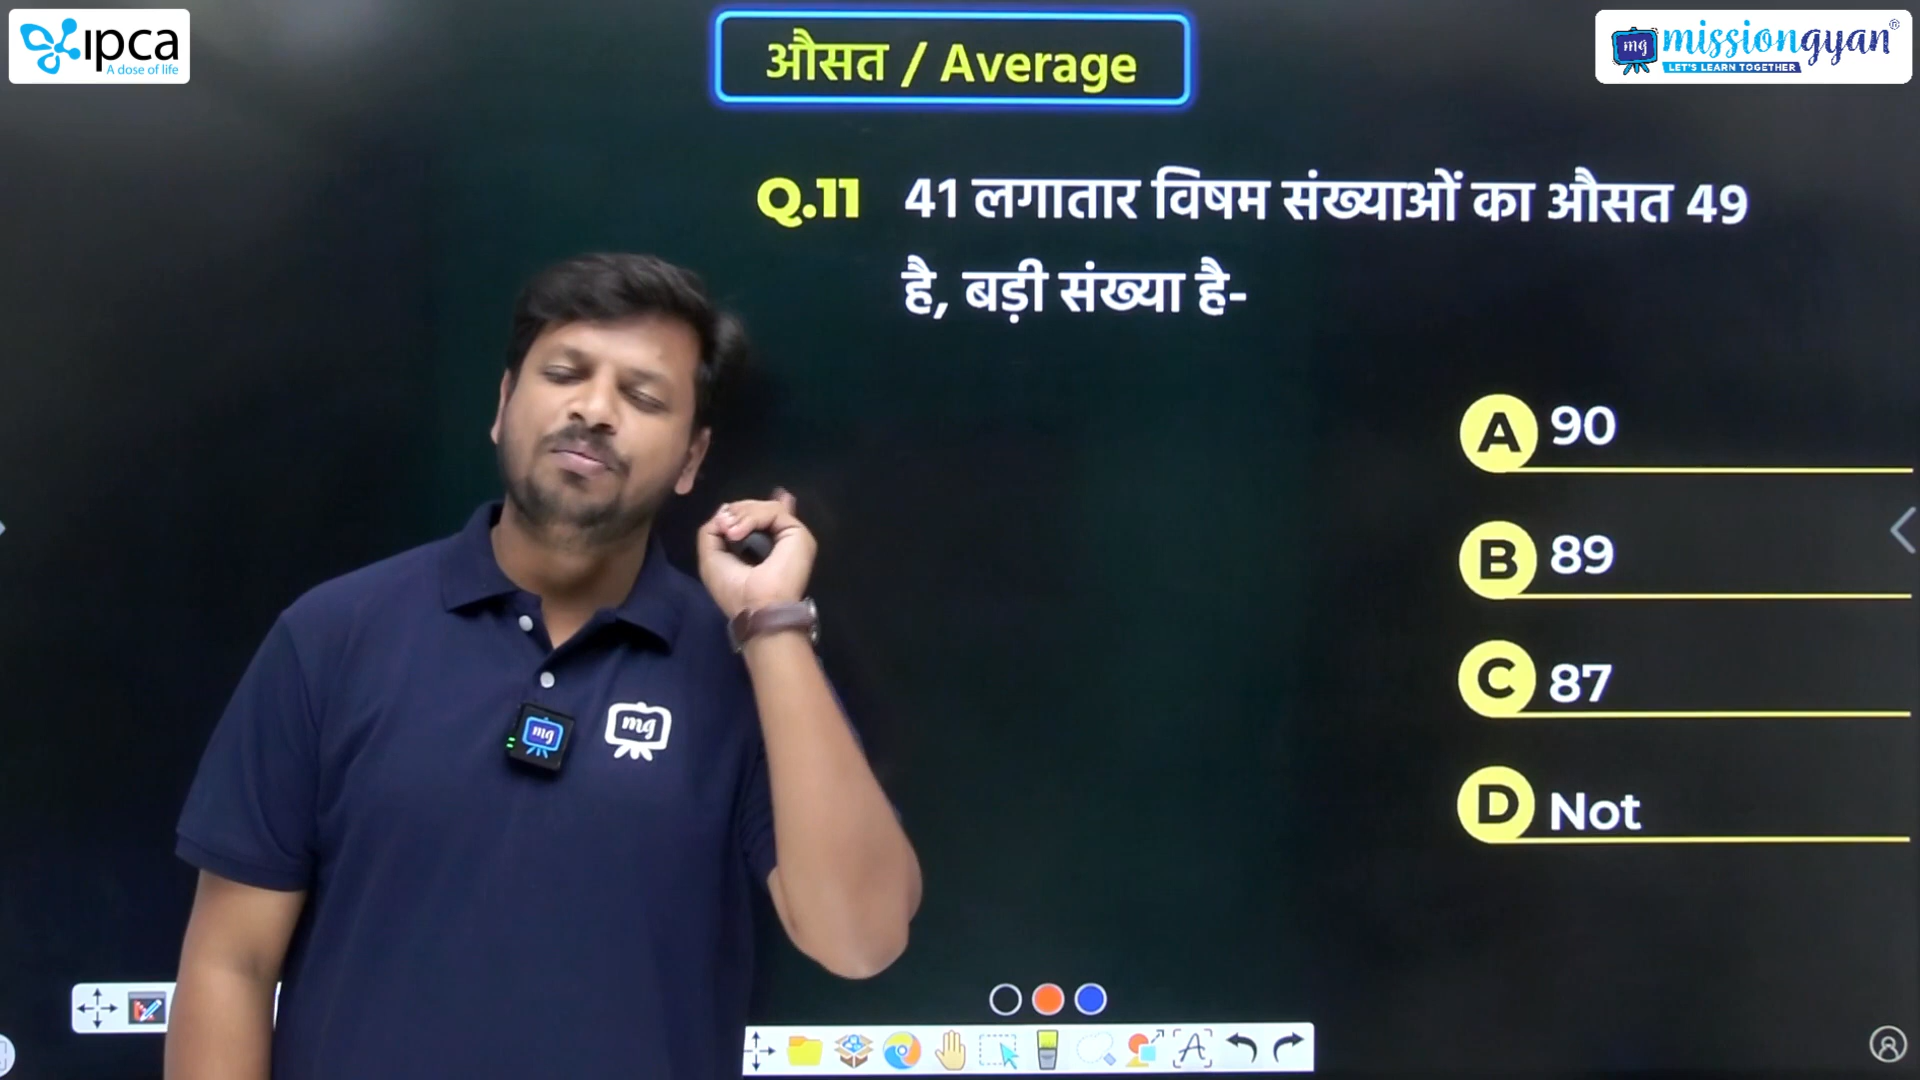 ipca
A dose of life
औसत / Average
mg missiongyan®
LET'S LEARN TOGETHER
Q.11 41 लगातार विषम संख्याओं का औसत 49
है, बड़ी संख्या है-
A 90
B 89
C 87
D Not
mg
mg
A